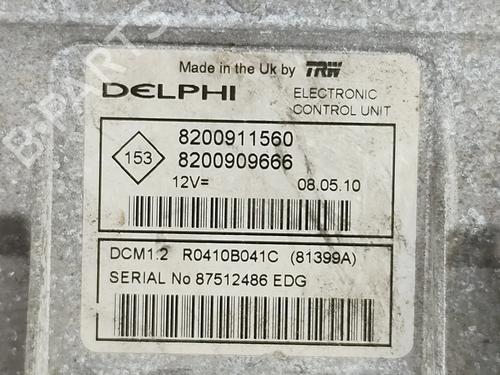 Made in the Uk by TRW
DELPHI
ELECTRONIC
CONTROL UNIT
153
8200911560
8200909666
12V=
08.05.10
DCM1.2 R0410B041C (81399A)
SERIAL No 87512486 EDG
B-PARTS